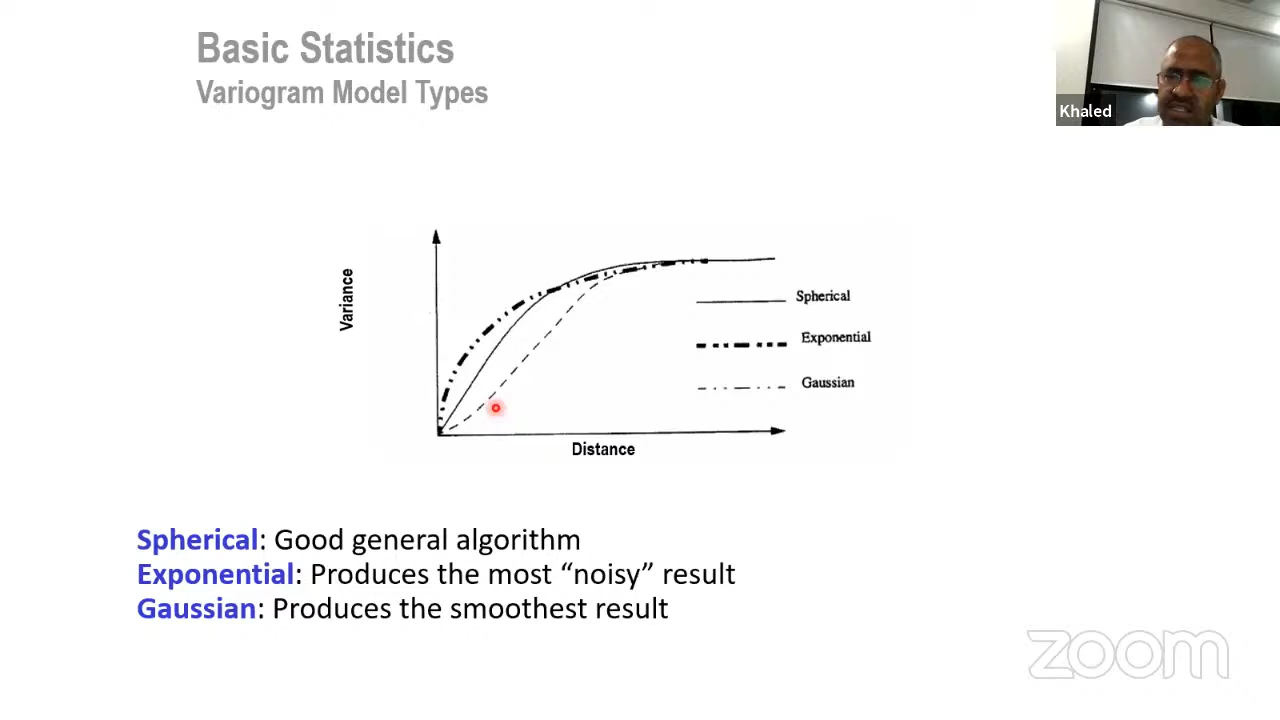 Basic Statistics
Variogram Model Types
Khaled
Variance
Spherical
Exponential
Gaussian
Distance
Spherical: Good general algorithm
Exponential: Produces the most “noisy” result
Gaussian: Produces the smoothest result
zoom